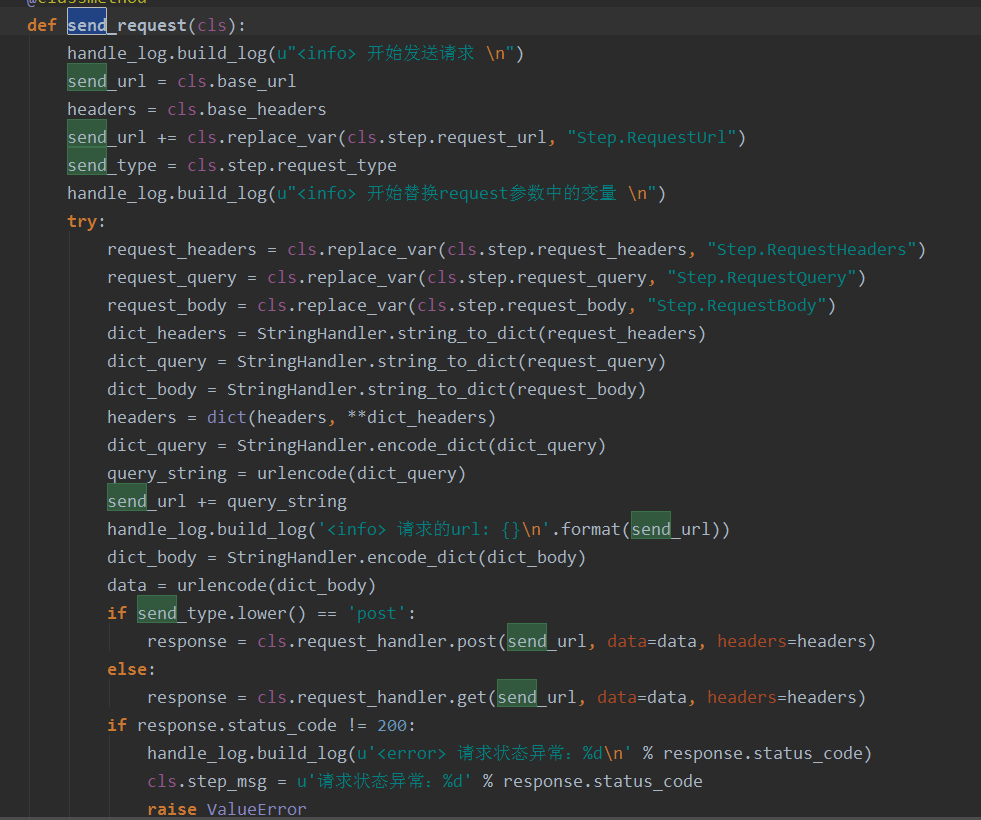 @classmethod
def send_request(cls):
    handle_log.build_log(u"<info> 开始发送请求 \n")
    send_url = cls.base_url
    headers = cls.base_headers
    send_url += cls.replace_var(cls.step.request_url, "Step.RequestUrl")
    send_type = cls.step.request_type
    handle_log.build_log(u"<info> 开始替换request参数中的变量 \n")
    try:
        request_headers = cls.replace_var(cls.step.request_headers, "Step.RequestHeaders")
        request_query = cls.replace_var(cls.step.request_query, "Step.RequestQuery")
        request_body = cls.replace_var(cls.step.request_body, "Step.RequestBody")
        dict_headers = StringHandler.string_to_dict(request_headers)
        dict_query = StringHandler.string_to_dict(request_query)
        dict_body = StringHandler.string_to_dict(request_body)
        headers = dict(headers, **dict_headers)
        dict_query = StringHandler.encode_dict(dict_query)
        query_string = urlencode(dict_query)
        send_url += query_string
        handle_log.build_log('<info> 请求的url: {}\n'.format(send_url))
        dict_body = StringHandler.encode_dict(dict_body)
        data = urlencode(dict_body)
        if send_type.lower() == 'post':
            response = cls.request_handler.post(send_url, data=data, headers=headers)
        else:
            response = cls.request_handler.get(send_url, data=data, headers=headers)
        if response.status_code != 200:
            handle_log.build_log(u'<error> 请求状态异常：%d\n' % response.status_code)
            cls.step_msg = u'请求状态异常：%d' % response.status_code
            raise ValueError